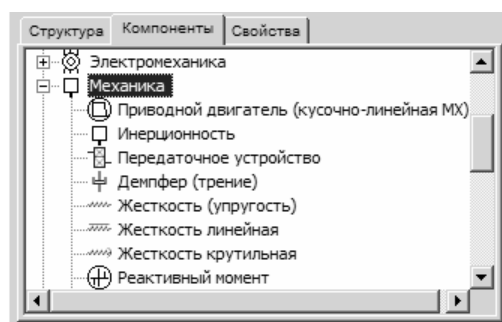 Структура Компоненты Свойства
Электромеханика
Механика
Приводной двигатель (кусочно-линейная МХ)
Инерционность
Передаточное устройство
Демпфер (трение)
Жесткость (упругость)
Жесткость линейная
Жесткость крутильная
Реактивный момент